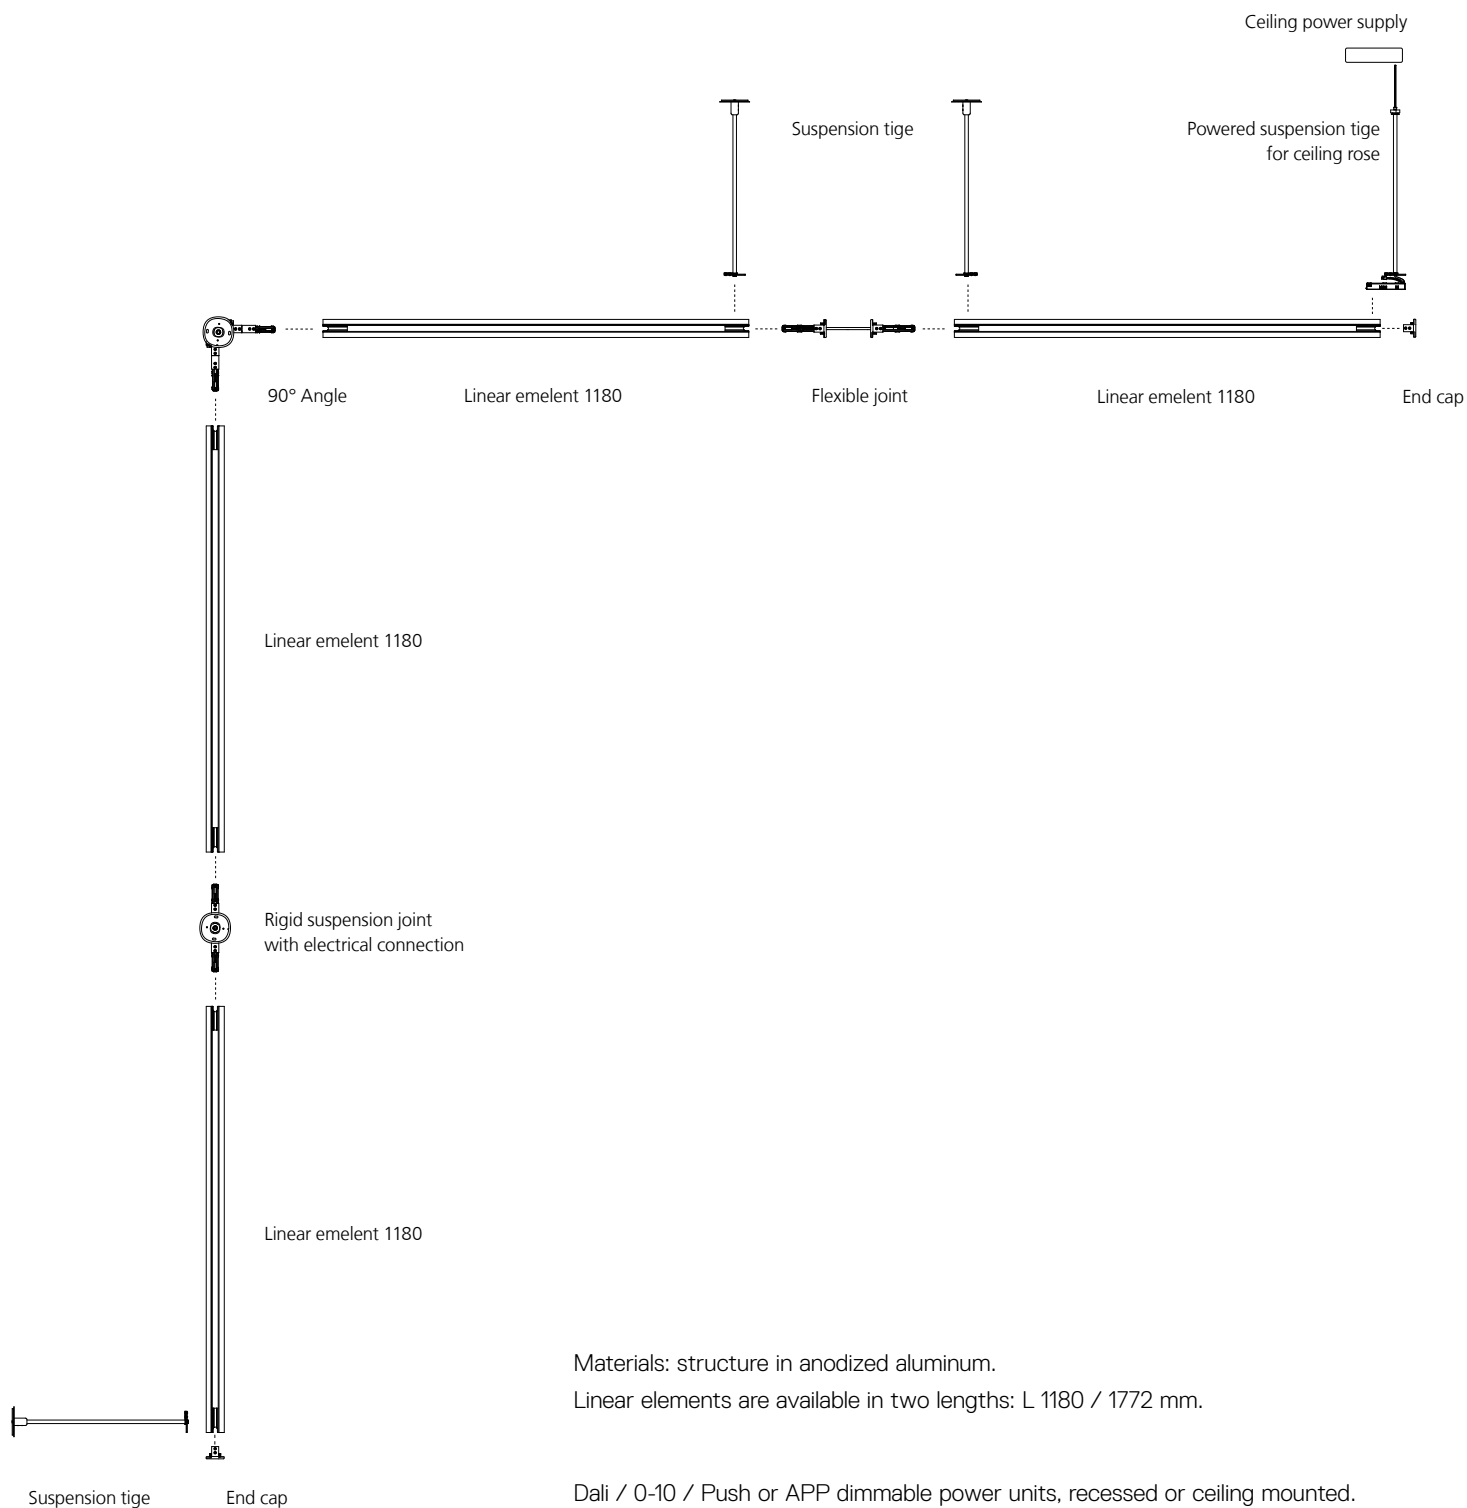 Ceiling power supply
Suspension tige
Powered suspension tige
for ceiling rose
90° Angle
Linear emelent 1180
Flexible joint
Linear emelent 1180
End cap
Linear emelent 1180
Rigid suspension joint
with electrical connection
Linear emelent 1180
Materials: structure in anodized aluminum.
Linear elements are available in two lengths: L 1180 / 1772 mm.
Suspension tige
End cap
Dali / 0-10 / Push or APP dimmable power units, recessed or ceiling mounted.